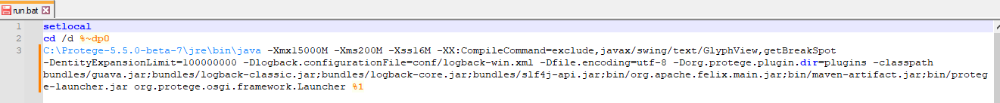 run.bat
1 setlocal
2 cd /d %~dp0
3 C:\Protege-5.5.0-beta-7\jre\bin\java -Xmx15000M -Xms200M -Xss16M -XX:CompileCommand=exclude,javax/swing/text/GlyphView,getBreakSpot
-DentityExpansionLimit=100000000 -Dlogback.configurationFile=conf/logback-win.xml -Dfile.encoding=utf-8 -Dorg.protege.plugin.dir=plugins -classpath
bundles/guava.jar;bundles/logback-classic.jar;bundles/logback-core.jar;bundles/slf4j-api.jar;bin/org.apache.felix.main.jar;bin/maven-artifact.jar;bin/proteg
e-launcher.jar org.protege.osgi.framework.Launcher %1